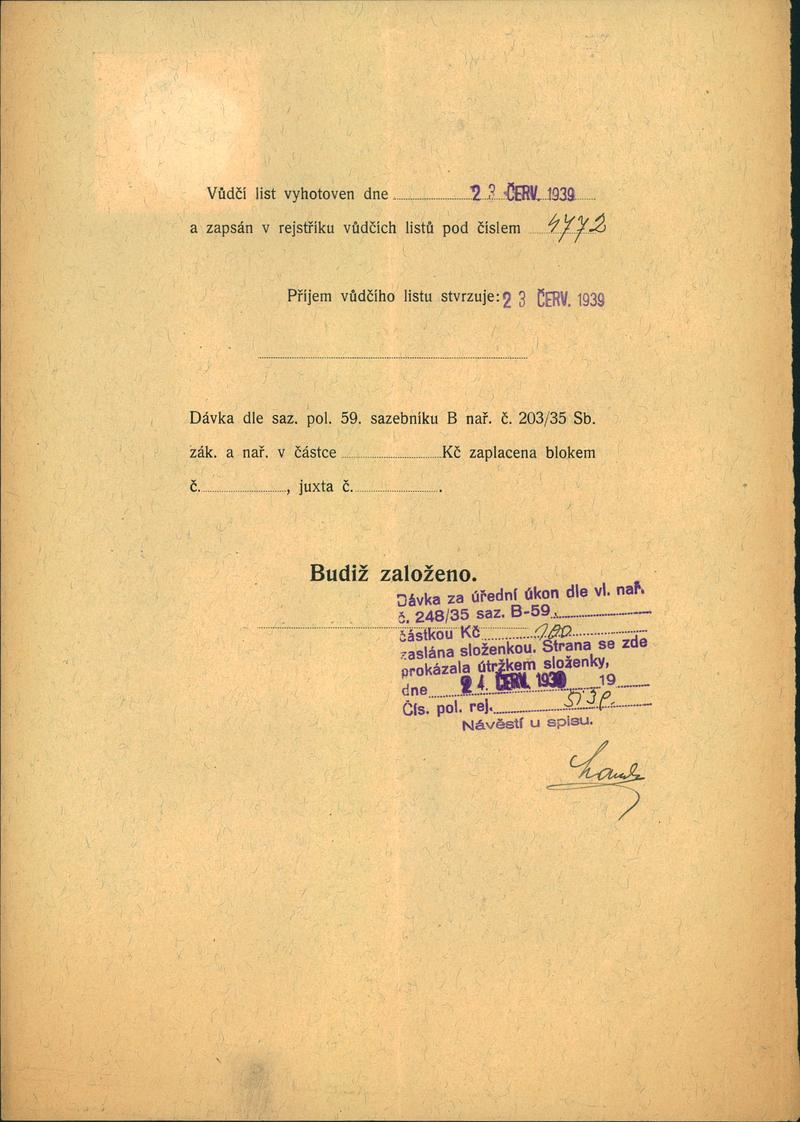 Vůdčí list vyhotoven dne 23 ČERV. 1939
a zapsán v rejstříku vůdčích listů pod číslem 4772
Příjem vůdčího listu stvrzuje: 23 ČERV. 1939
Dávka dle saz. pol. 59. sazebníku B nař. č. 203/35 Sb.
zák. a nař. v částce Kč zaplacena blokem
č. , juxta č. .
Budiž založeno.
Dávka za úřední úkon dle vl. nař.
č. 248/35 saz. B-59
částkou Kč 100
zaslána složenkou. Strana se zde
prokázala útržkem složenky,
dne ČERV. 1939 19
Čís. pol. rej.
Návěstí u spisu.